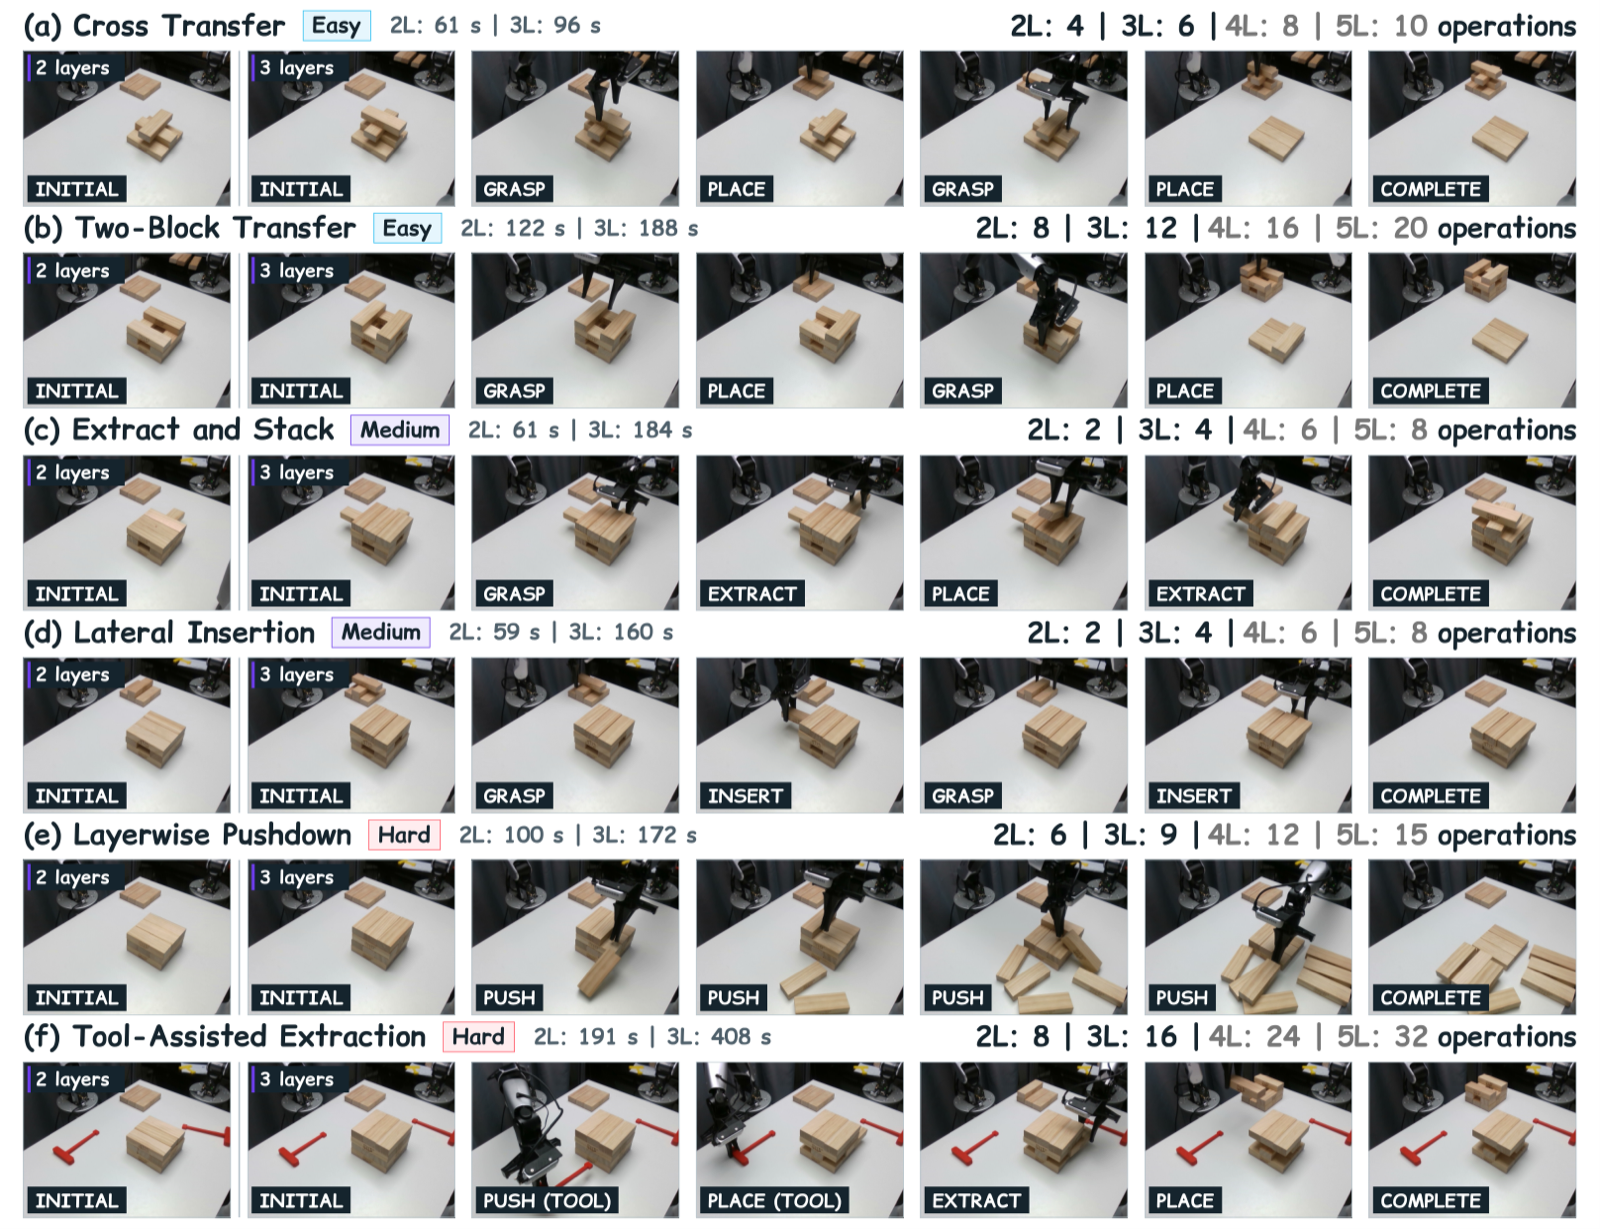 (a) Cross Transfer Easy 2L: 61 s | 3L: 96 s 2L: 4 | 3L: 6 | 4L: 8 | 5L: 10 operations
2 layers 3 layers
INITIAL INITIAL GRASP PLACE GRASP PLACE COMPLETE
(b) Two-Block Transfer Easy 2L: 122 s | 3L: 188 s 2L: 8 | 3L: 12 | 4L: 16 | 5L: 20 operations
2 layers 3 layers
INITIAL INITIAL GRASP PLACE GRASP PLACE COMPLETE
(c) Extract and Stack Medium 2L: 61 s | 3L: 184 s 2L: 2 | 3L: 4 | 4L: 6 | 5L: 8 operations
2 layers 3 layers
INITIAL INITIAL GRASP EXTRACT PLACE EXTRACT COMPLETE
(d) Lateral Insertion Medium 2L: 59 s | 3L: 160 s 2L: 2 | 3L: 4 | 4L: 6 | 5L: 8 operations
2 layers 3 layers
INITIAL INITIAL GRASP INSERT GRASP INSERT COMPLETE
(e) Layerwise Pushdown Hard 2L: 100 s | 3L: 172 s 2L: 6 | 3L: 9 | 4L: 12 | 5L: 15 operations
2 layers 3 layers
INITIAL INITIAL PUSH PUSH PUSH PUSH COMPLETE
(f) Tool-Assisted Extraction Hard 2L: 191 s | 3L: 408 s 2L: 8 | 3L: 16 | 4L: 24 | 5L: 32 operations
2 layers 3 layers
INITIAL INITIAL PUSH (TOOL) PLACE (TOOL) EXTRACT PLACE COMPLETE